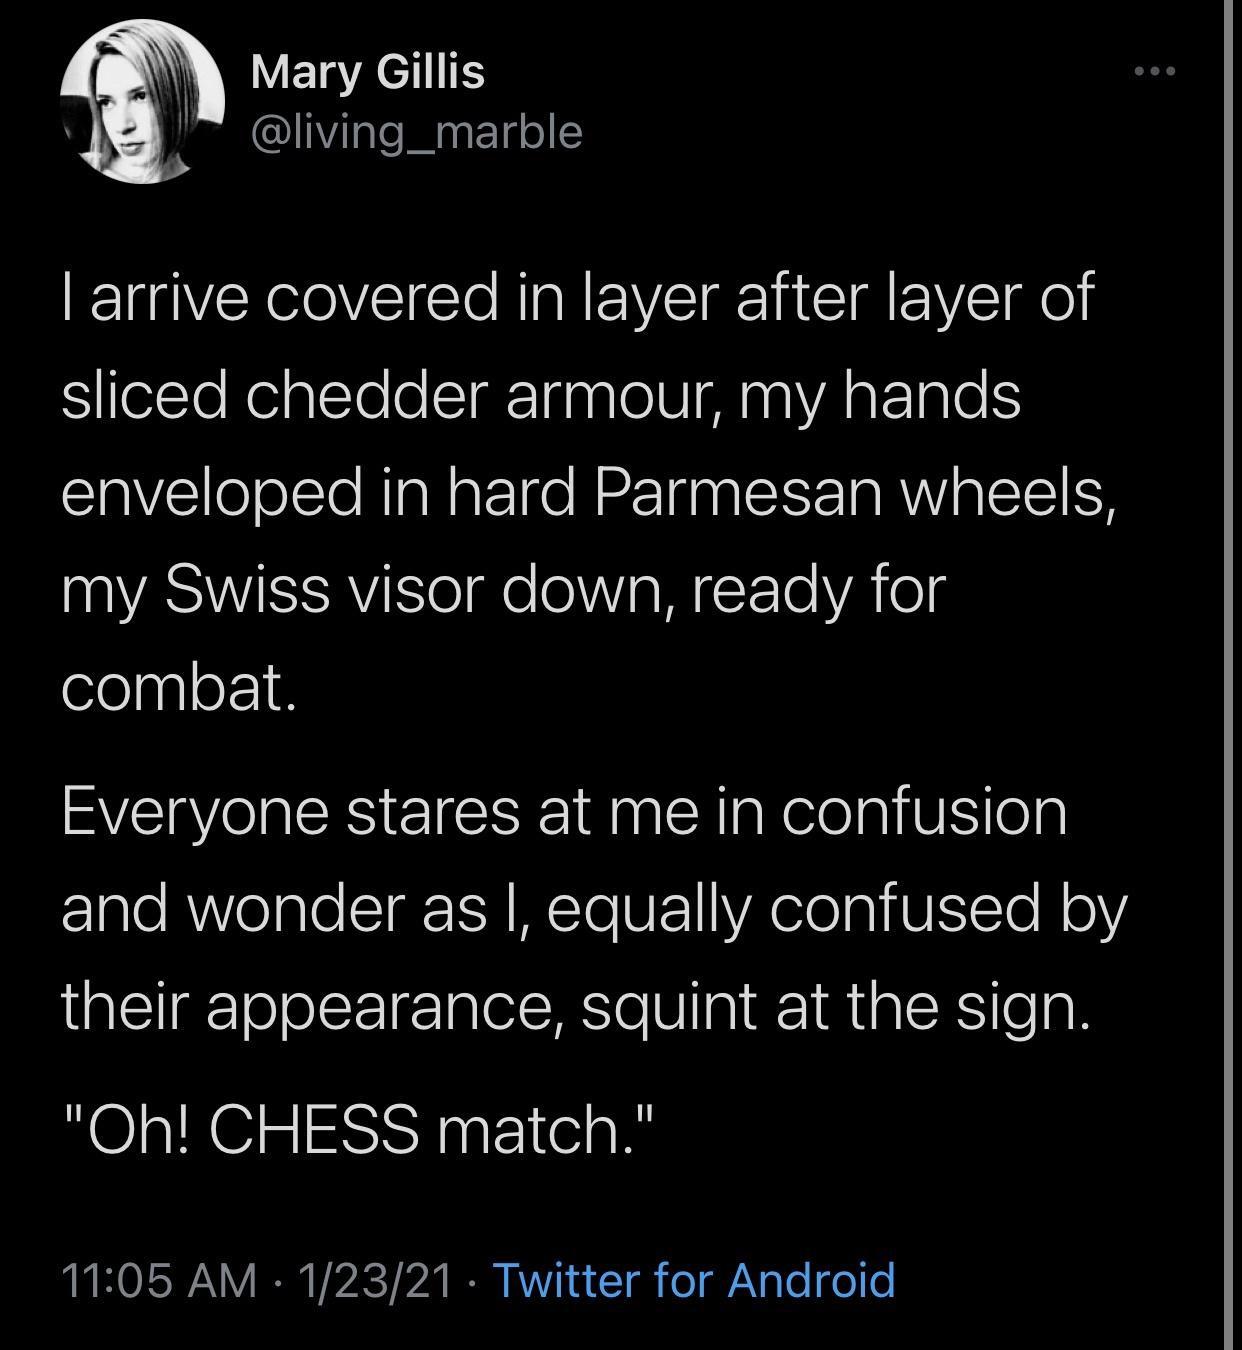 Mary Gillis
@living_marble
I arrive covered in layer after layer of
sliced chedder armour, my hands
enveloped in hard Parmesan wheels,
my Swiss visor down, ready for
combat.
Everyone stares at me in confusion
and wonder as I, equally confused by
their appearance, squint at the sign.
"Oh! CHESS match."
11:05 AM · 1/23/21 · Twitter for Android